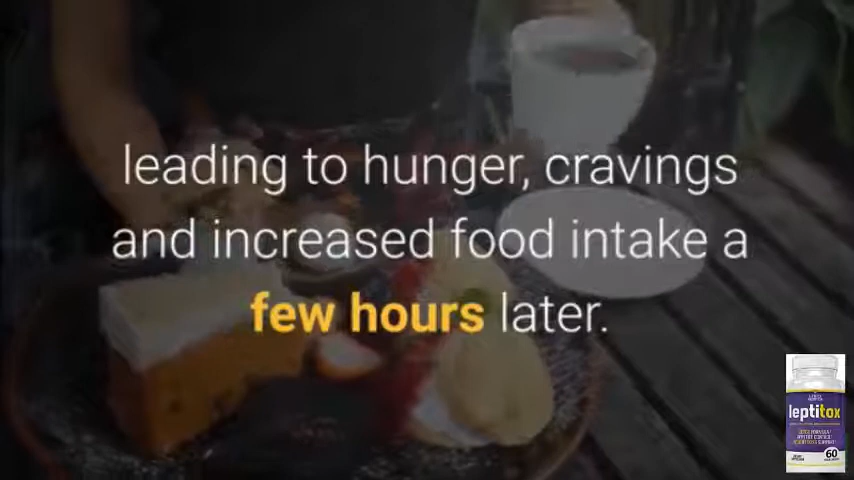 leading to hunger, cravings
and increased food intake a
few hours later.
leptitox
60